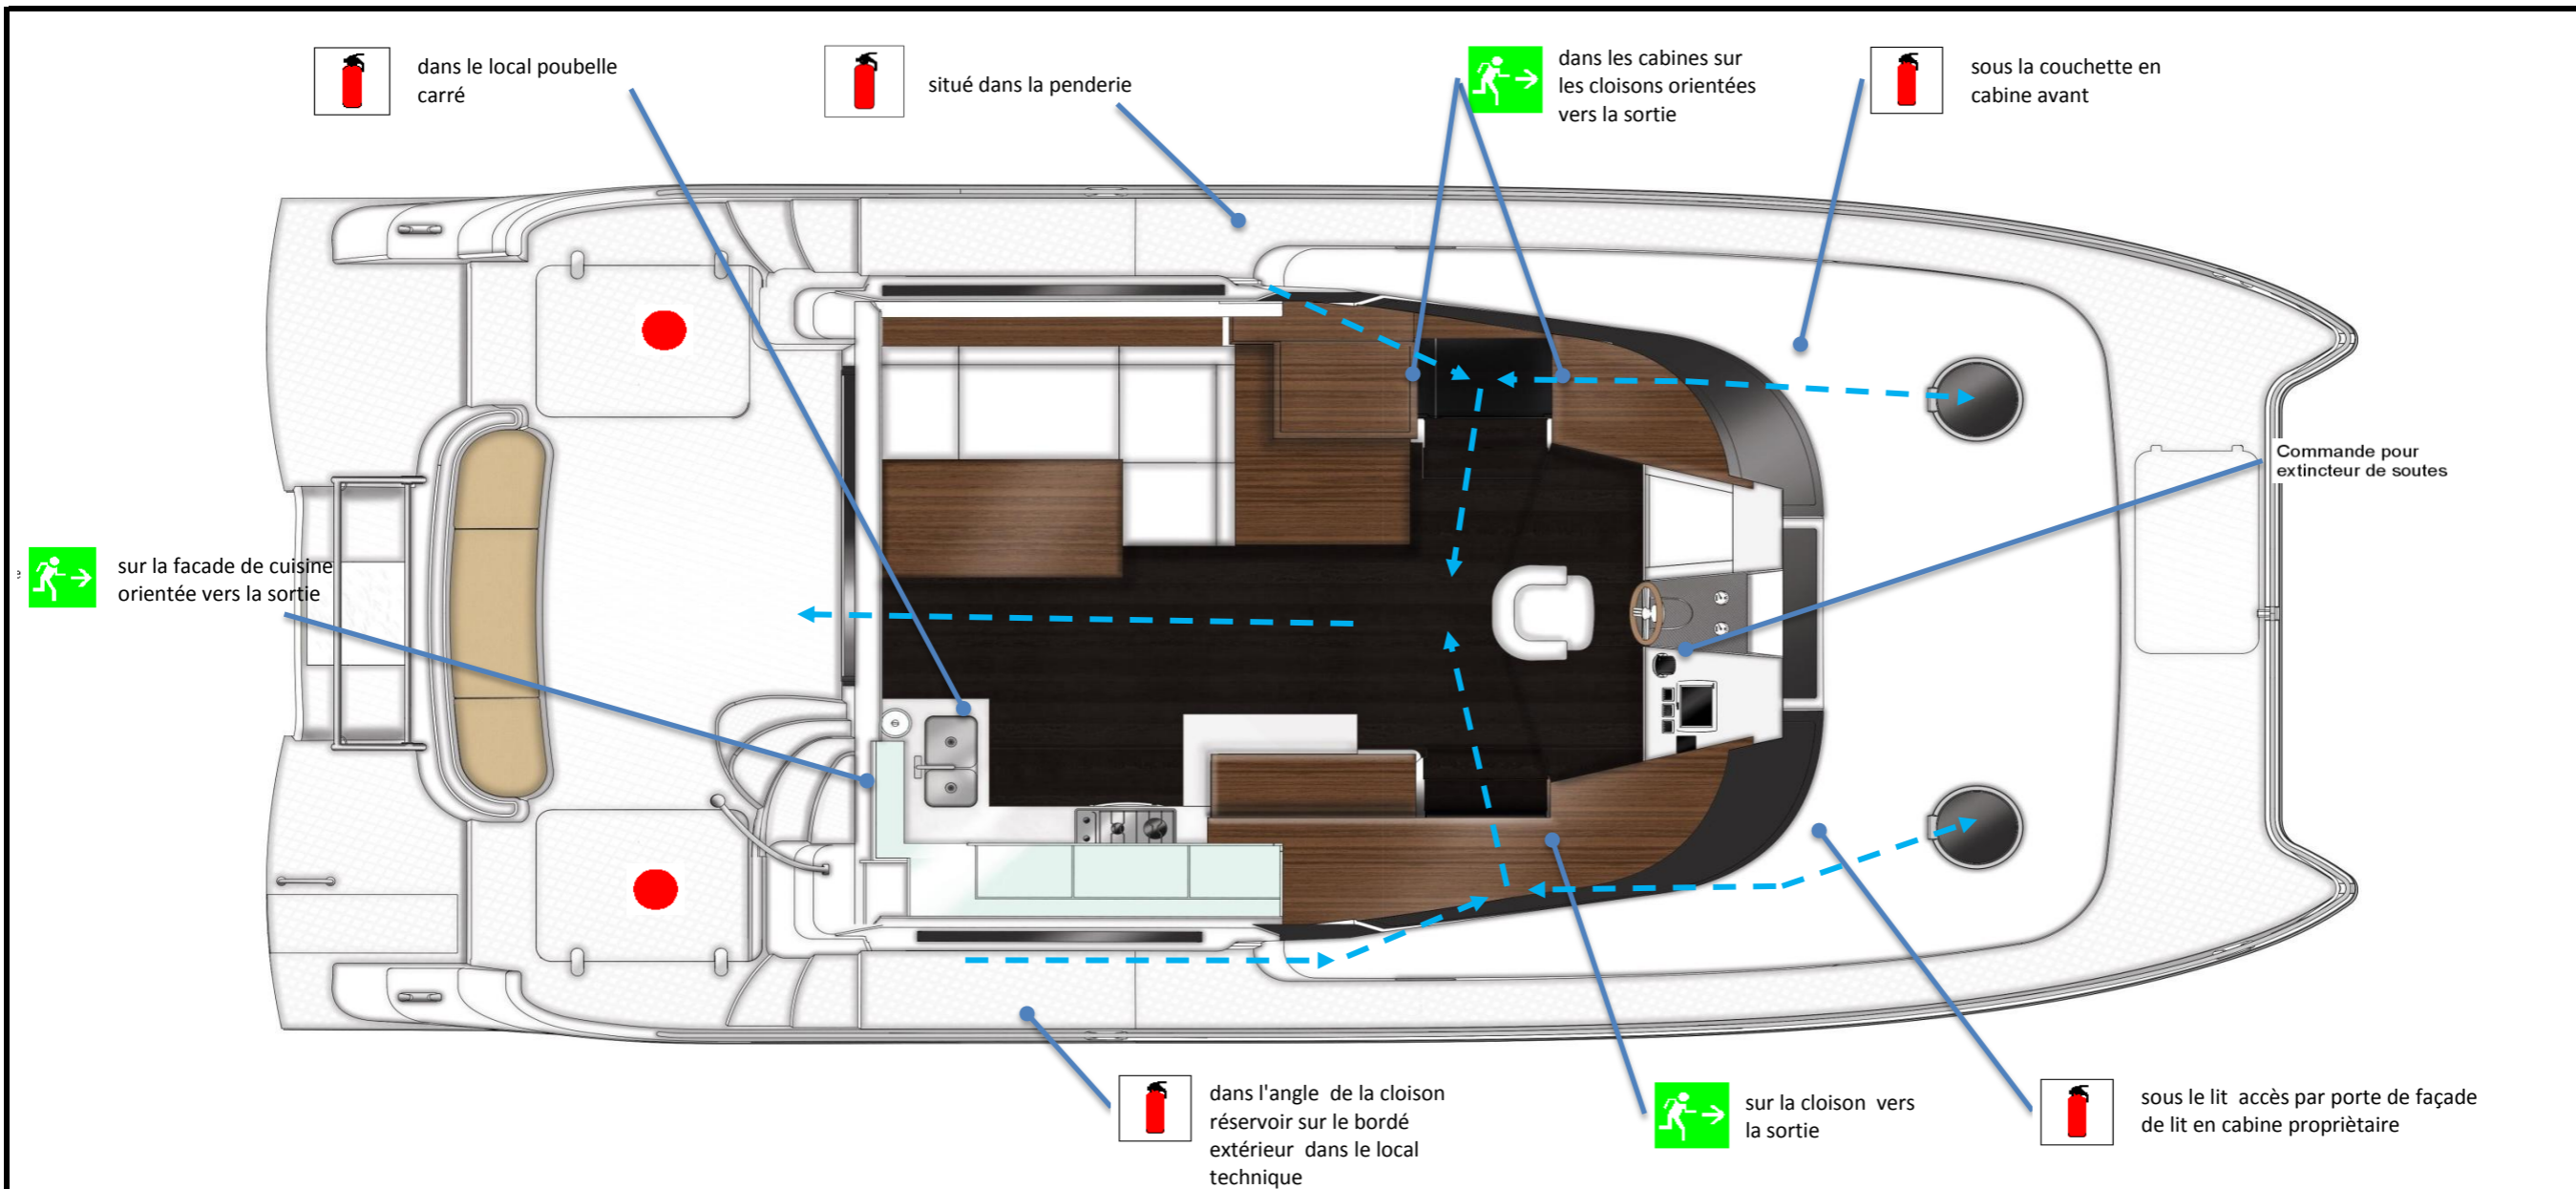 dans le local poubelle
carré
situé dans la penderie
dans les cabines sur
les cloisons orientées
vers la sortie
sous la couchette en
cabine avant
Commande pour
extincteur de soutes
sur la facade de cuisine
orientée vers la sortie
dans l'angle de la cloison
réservoir sur le bordé
extérieur dans le local
technique
sur la cloison vers
la sortie
sous le lit accès par porte de façade
de lit en cabine propriètaire